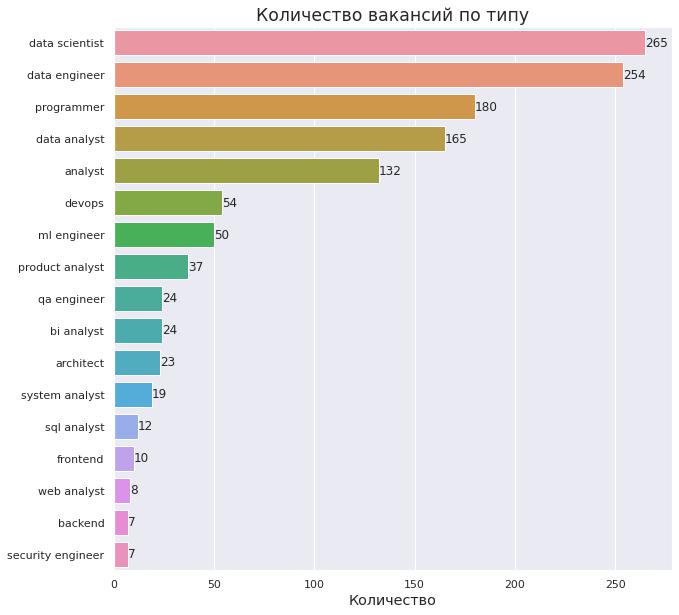 Количество вакансий по типу
data scientist 265
data engineer 254
programmer 180
data analyst 165
analyst 132
devops 54
ml engineer 50
product analyst 37
qa engineer 24
bi analyst 24
architect 23
system analyst 19
sql analyst 12
frontend 10
web analyst 8
backend 7
security engineer 7
0 50 100 150 200 250
Количество